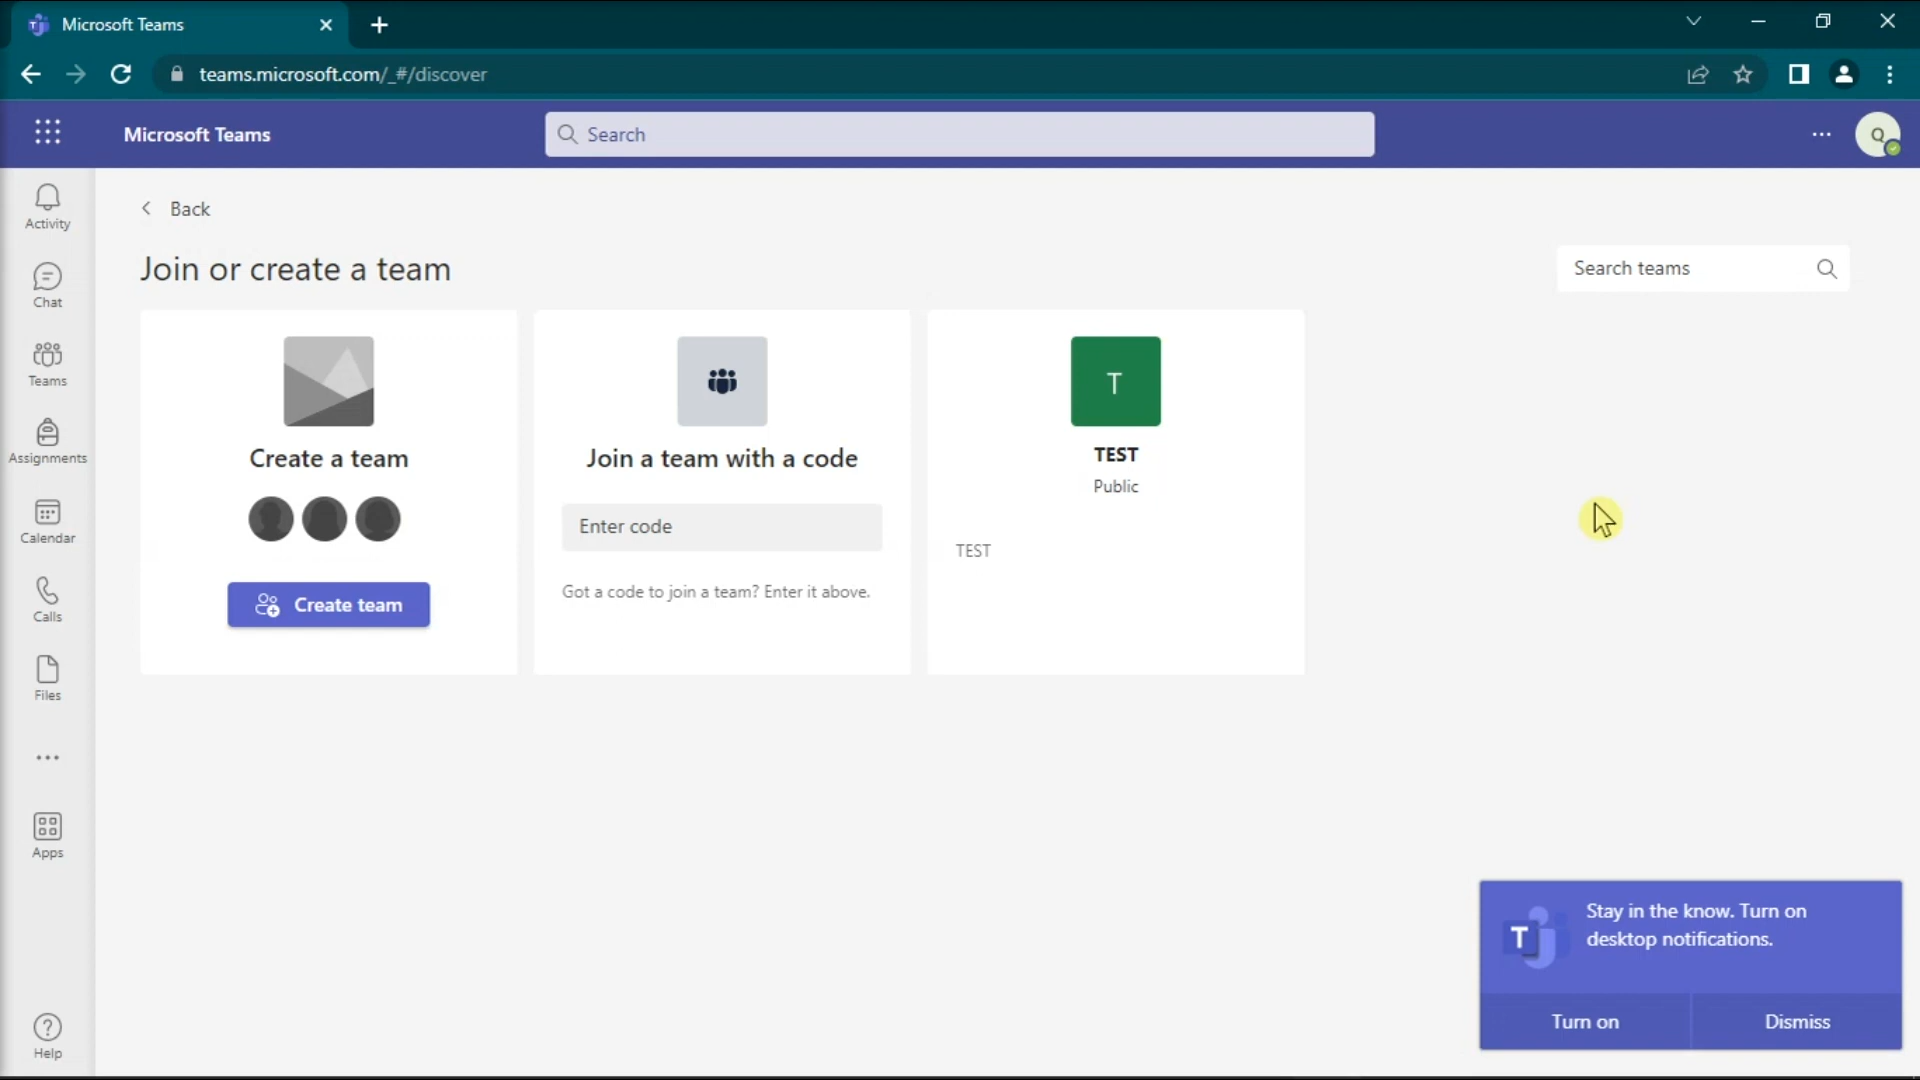 Microsoft Teams
teams.microsoft.com/_#/discover
Microsoft Teams
Search
Q
Activity
Chat
Teams
Assignments
Calendar
Calls
Files
Apps
Help
Back
Join or create a team
Search teams
Create a team
Create team
Join a team with a code
Enter code
Got a code to join a team? Enter it above.
T
TEST
Public
TEST
T
Stay in the know. Turn on
desktop notifications.
Turn on
Dismiss